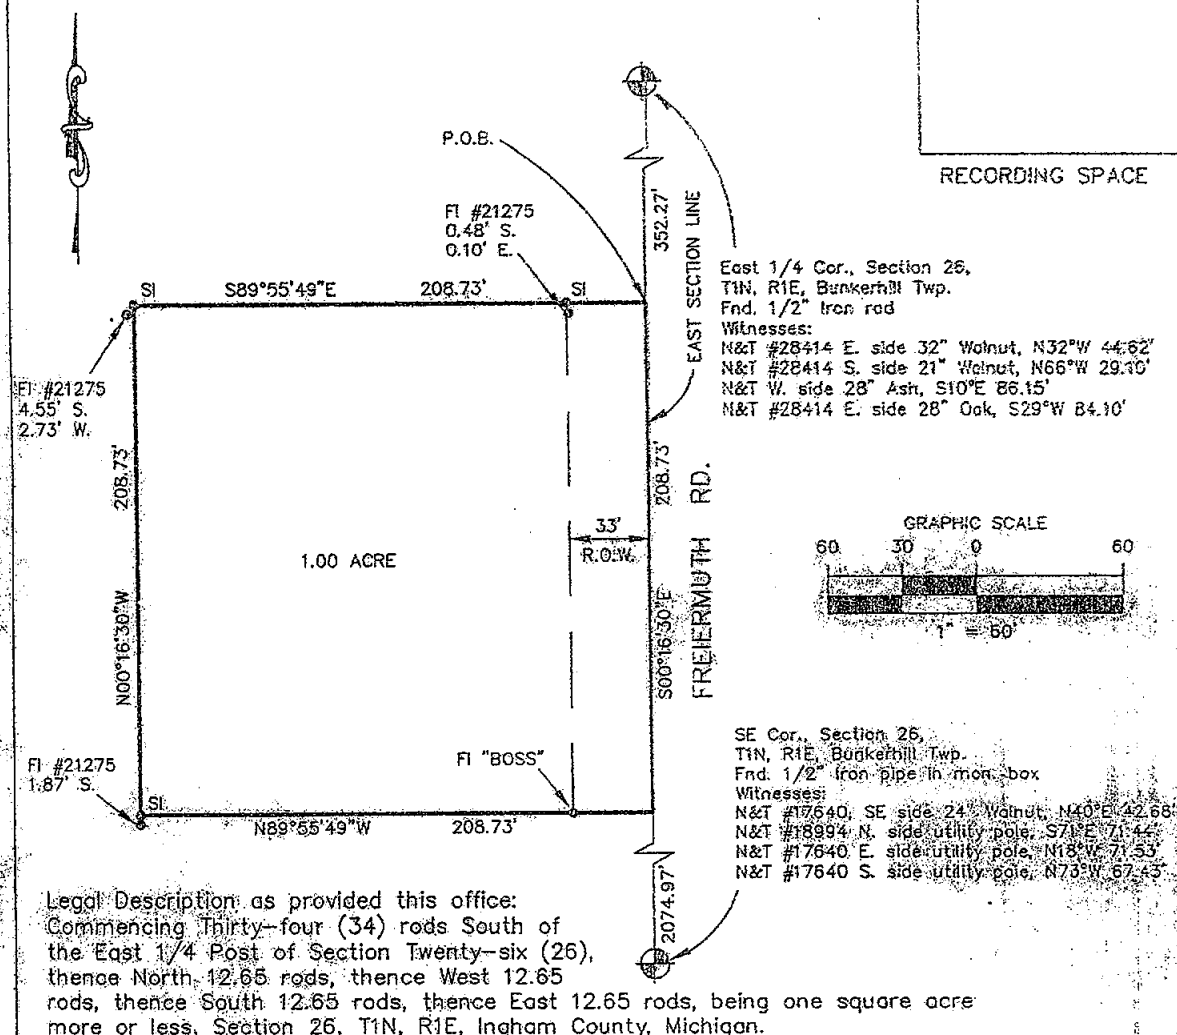 RECORDING SPACE
P.O.B.
FI #21275
0.48' S.
0.10' E.
352.27'
EAST SECTION LINE
East 1/4 Cor., Section 26,
T1N, R1E, Bunkerhill Twp.
Fnd. 1/2" Iron rod
Witnesses:
N&T #28414 E. side 32" Walnut, N32°W 44.62'
N&T #28414 S. side 21" Walnut, N66°W 29.10'
N&T W. side 28" Ash, S10°E 86.15'
N&T #28414 E. side 28" Oak, S29°W 84.10'
SI
S89°55'49"E
208.73'
SI
FI #21275
4.55' S.
2.73' W.
208.73'
N00°16'30"W
1.00 ACRE
33'
R.O.W.
208.73'
S00°16'30"E
FREIERMUTH RD.
GRAPHIC SCALE
60 30 0 60
1" = 60'
FI #21275
1.87' S.
SI
FI "BOSS"
N89°55'49"W
208.73'
SE Cor., Section 26,
T1N, R1E, Bunkerhill Twp.
Fnd. 1/2" iron pipe in mon. box
Witnesses:
N&T #17640, SE side 24" Walnut, N40°E 42.68'
N&T #18994 N. side utility pole, S71°E 71.44'
N&T #17640 E. side utility pole, N18°W 71.53'
N&T #17640 S. side utility pole, N73°W 67.43'
2074.97'
Legal Description as provided this office:
Commencing Thirty-four (34) rods South of
the East 1/4 Post of Section Twenty-six (26),
thence North 12.65 rods, thence West 12.65
rods, thence South 12.65 rods, thence East 12.65 rods, being one square acre
more or less, Section 26, T1N, R1E, Ingham County, Michigan.